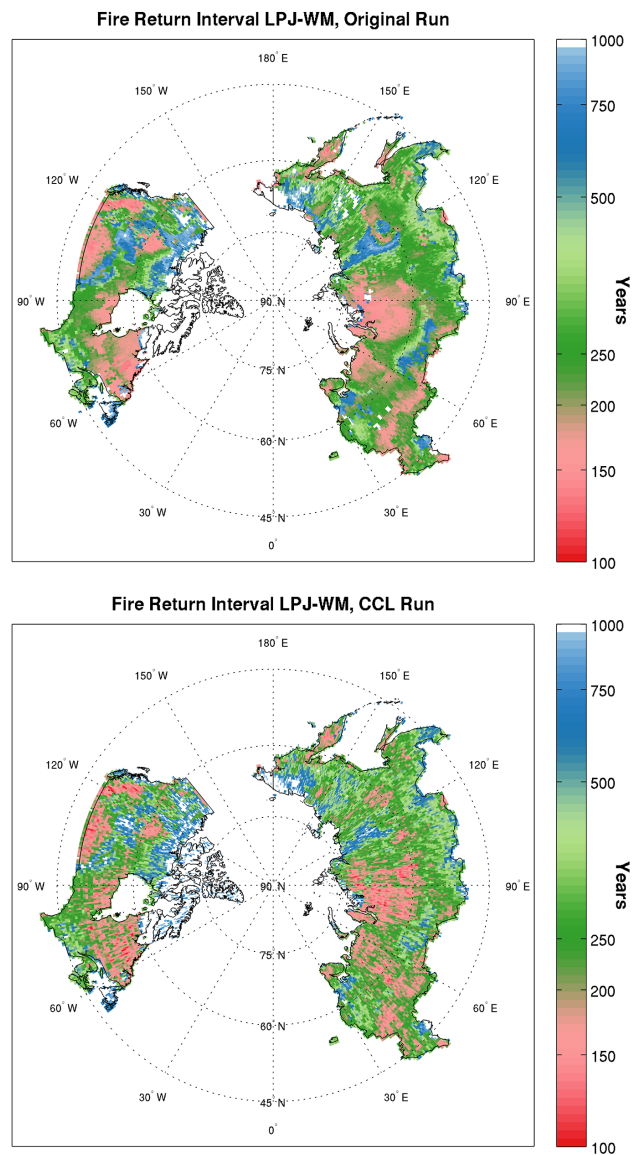 Fire Return Interval LPJ-WM, Original Run
180° E
150° W
150° E
120° W
120° E
90° W
90° N
90° E
75° N
60° W
60° E
60° N
30° W
30° E
45° N
0°
1000
750
500
250
200
150
100
Years
Fire Return Interval LPJ-WM, CCL Run
180° E
150° W
150° E
120° W
120° E
90° W
90° N
90° E
75° N
60° W
60° E
60° N
30° W
30° E
45° N
0°
1000
750
500
250
200
150
100
Years